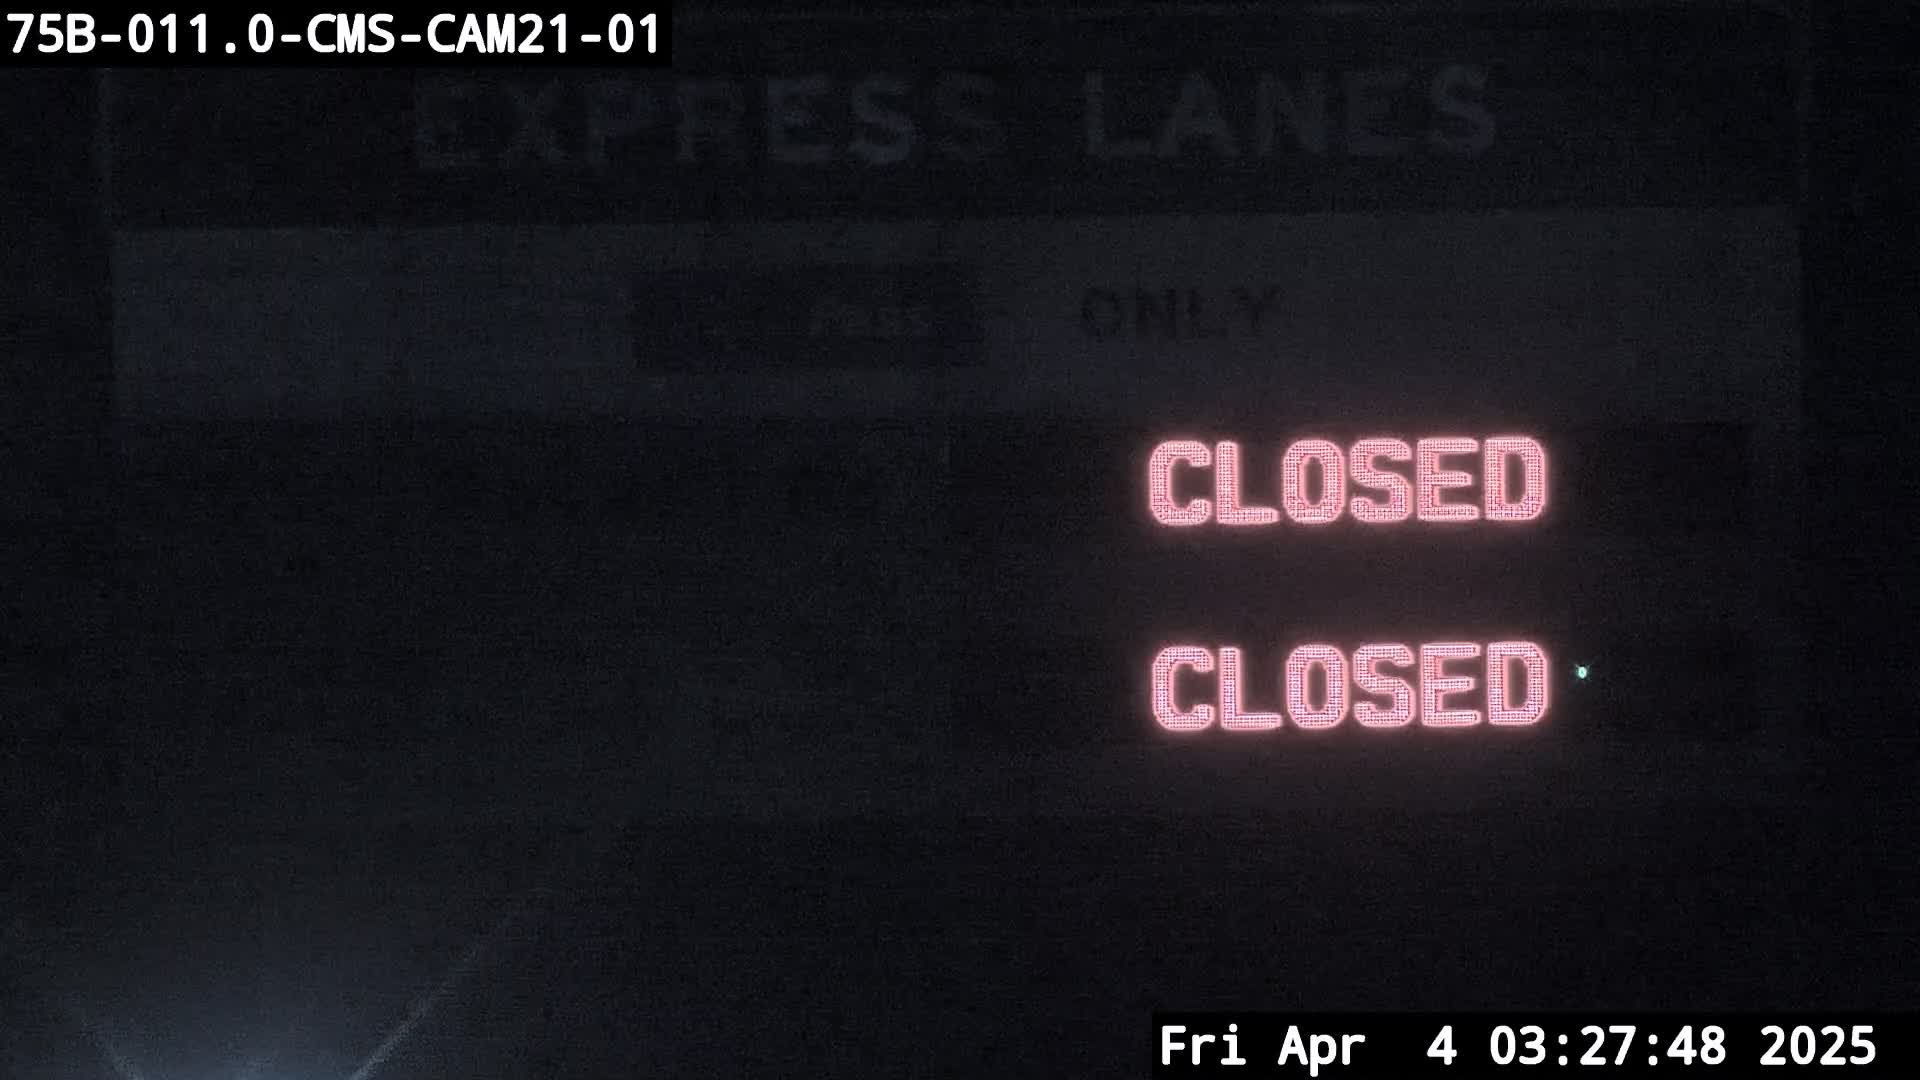 75B-011.0-CMS-CAM21-01
EXPRESS LANES
ONLY
CLOSED
CLOSED
Fri Apr 4 03:27:48 2025